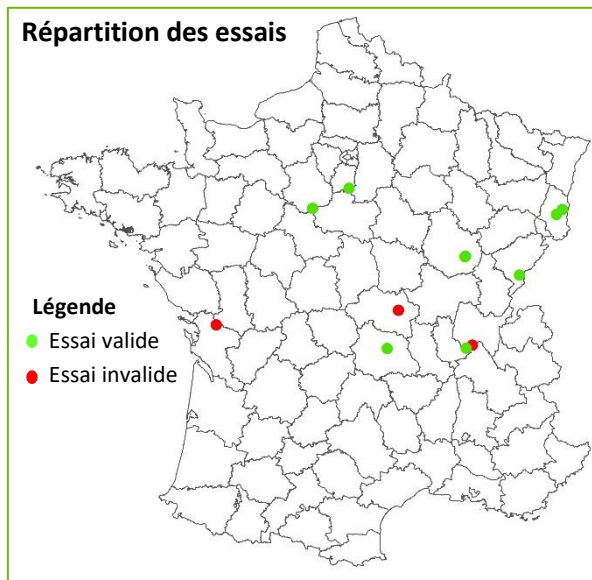 Répartition des essais
Légende
Essai valide
Essai invalide